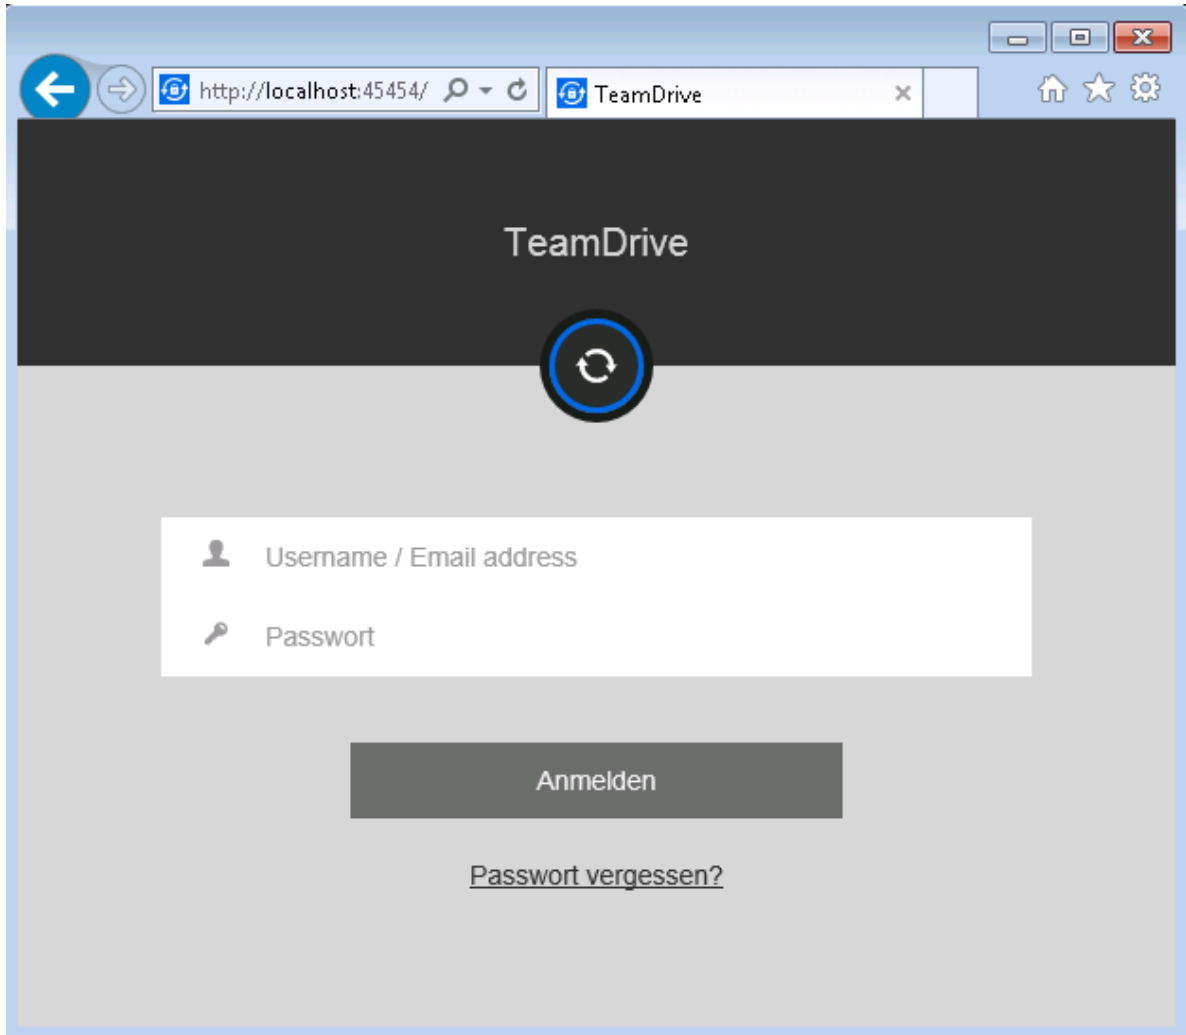 http://localhost:45454/
TeamDrive
TeamDrive
Username / Email address
Passwort
Anmelden
Passwort vergessen?